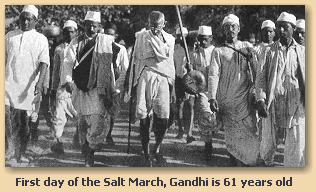 First day of the Salt March, Gandhi is 61 years old